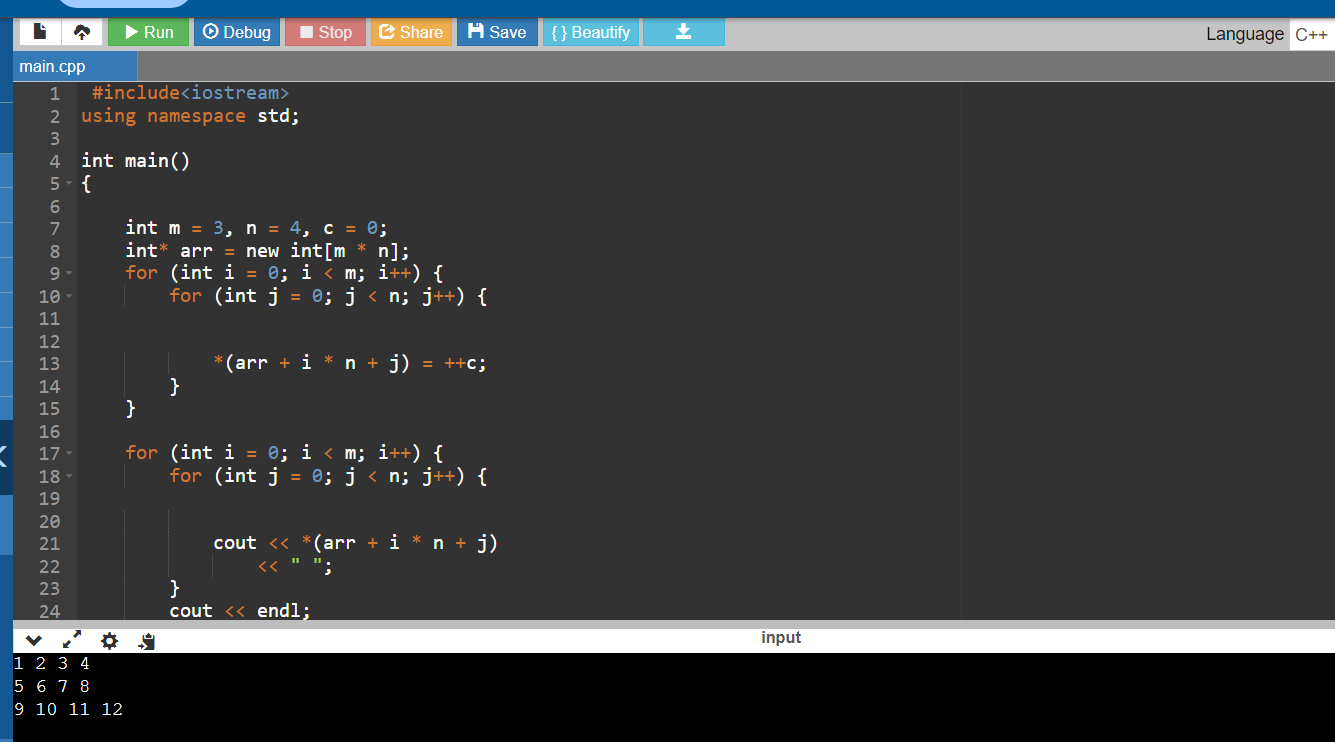 Run Debug Stop Share Save { } Beautify Language C++
main.cpp
1 #include<iostream>
2 using namespace std;
3
4 int main()
5 {
6
7 int m = 3, n = 4, c = 0;
8 int* arr = new int[m * n];
9 for (int i = 0; i < m; i++) {
10 for (int j = 0; j < n; j++) {
11
12
13 *(arr + i * n + j) = ++c;
14 }
15 }
16
17 for (int i = 0; i < m; i++) {
18 for (int j = 0; j < n; j++) {
19
20
21 cout << *(arr + i * n + j)
22 << " ";
23 }
24 cout << endl;
input
1 2 3 4
5 6 7 8
9 10 11 12